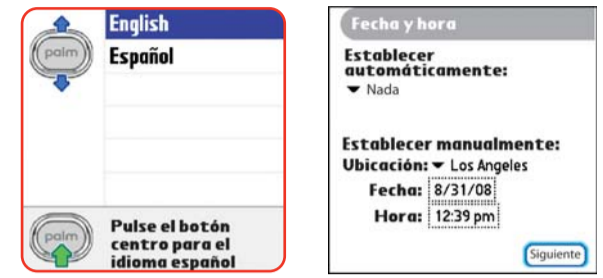 English
palm
Español
palm
Pulse el botón
centro para el
idioma español
Fecha y hora
Establecer
automáticamente:
Nada
Establecer manualmente:
Ubicación: Los Angeles
Fecha: 8/31/08
Hora: 12:39 pm
Siguiente